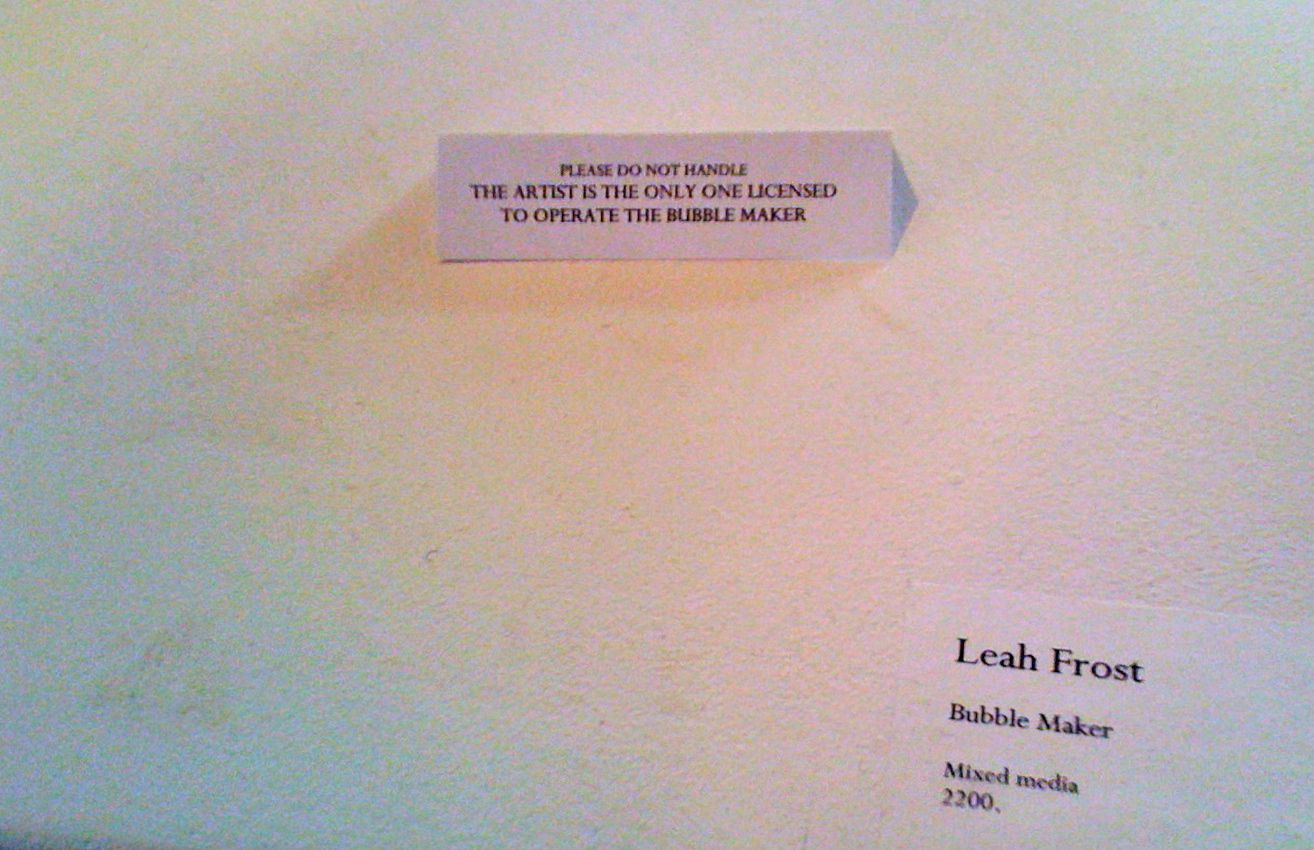 PLEASE DO NOT HANDLE
THE ARTIST IS THE ONLY ONE LICENSED
TO OPERATE THE BUBBLE MAKER
Leah Frost
Bubble Maker
Mixed media
2200,